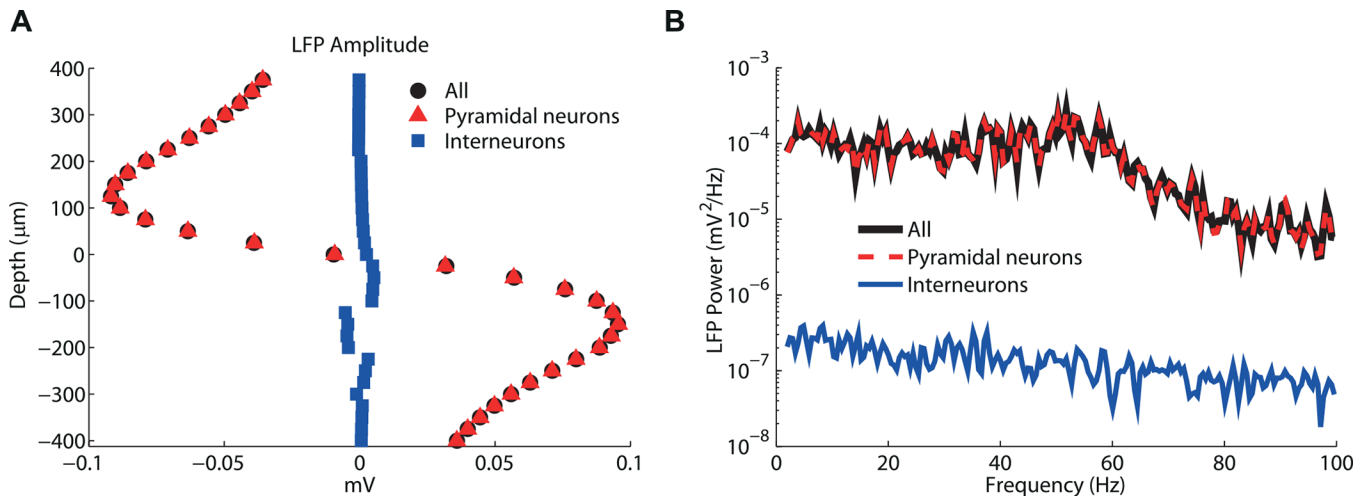 A
LFP Amplitude
400
300
200
100
0
−100
−200
−300
−400
Depth (μm)
All
Pyramidal neurons
Interneurons
−0.1
−0.05
0
0.05
0.1
mV
B
10⁻³
10⁻⁴
10⁻⁵
10⁻⁶
10⁻⁷
10⁻⁸
LFP Power (mV²/Hz)
All
Pyramidal neurons
Interneurons
0
20
40
60
80
100
Frequency (Hz)